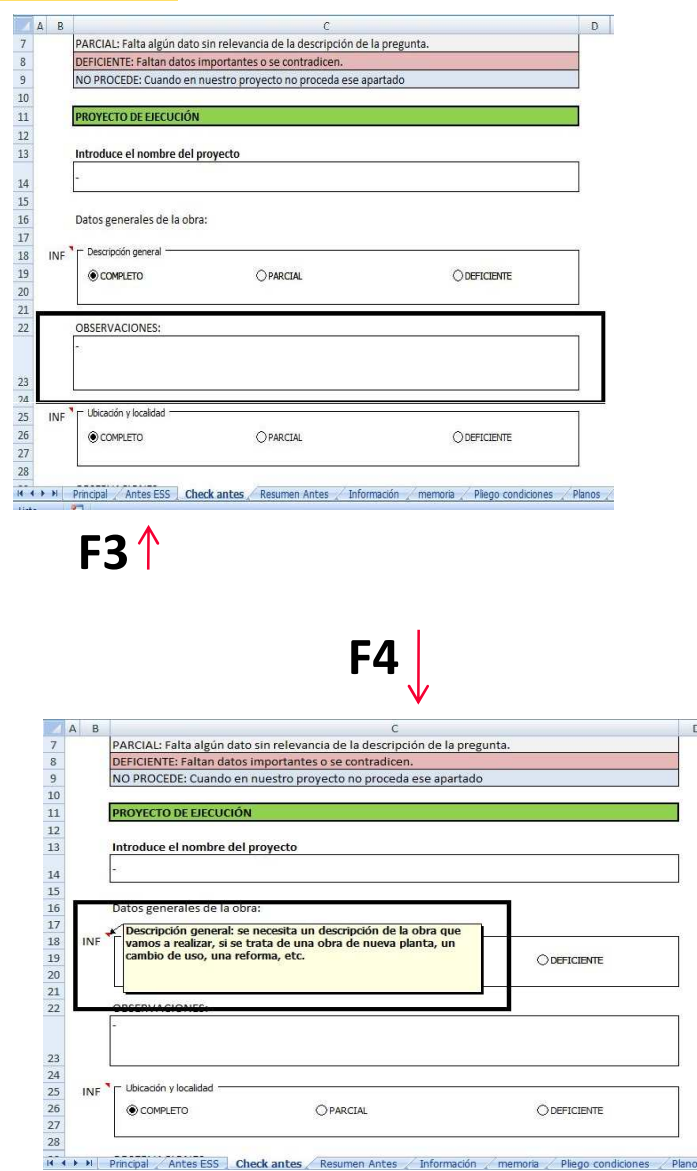 A B C D
7 PARCIAL: Falta algún dato sin relevancia de la descripción de la pregunta.
8 DEFICIENTE: Faltan datos importantes o se contradicen.
9 NO PROCEDE: Cuando en nuestro proyecto no proceda ese apartado
10
11 PROYECTO DE EJECUCIÓN
12
13 Introduce el nombre del proyecto
14 -
15
16 Datos generales de la obra:
17
18 INF Descripción general
19 COMPLETO PARCIAL DEFICIENTE
20
21
22 OBSERVACIONES:
-
23
24
25 INF Ubicación y localidad
26 COMPLETO PARCIAL DEFICIENTE
27
28
Principal Antes ESS Check antes Resumen Antes Información memoria Pliego condiciones Planos
F3
F4
A B C D
7 PARCIAL: Falta algún dato sin relevancia de la descripción de la pregunta.
8 DEFICIENTE: Faltan datos importantes o se contradicen.
9 NO PROCEDE: Cuando en nuestro proyecto no proceda ese apartado
10
11 PROYECTO DE EJECUCIÓN
12
13 Introduce el nombre del proyecto
14 -
15
16 Datos generales de la obra:
17 Descripción general: se necesita un descripción de la obra que
18 INF vamos a realizar, si se trata de una obra de nueva planta, un
19 cambio de uso, una reforma, etc. DEFICIENTE
20
21
22 OBSERVACIONES:
-
23
24
25 INF Ubicación y localidad
26 COMPLETO PARCIAL DEFICIENTE
27
28
Principal Antes ESS Check antes Resumen Antes Información memoria Pliego condiciones Plano